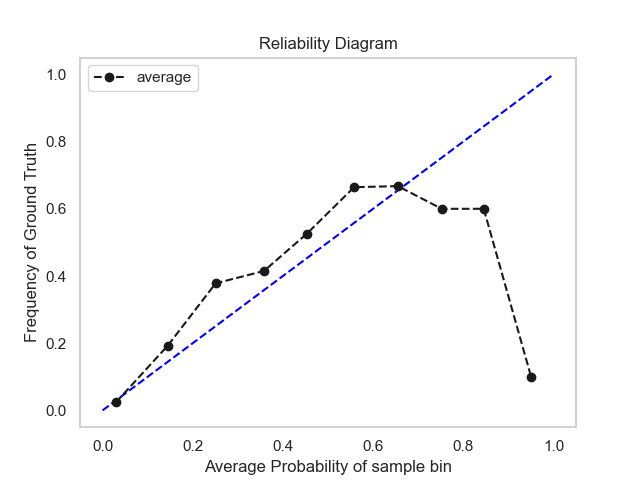 Reliability Diagram
average
1.0
0.8
0.6
0.4
0.2
0.0
Frequency of Ground Truth
0.0 0.2 0.4 0.6 0.8 1.0
Average Probability of sample bin